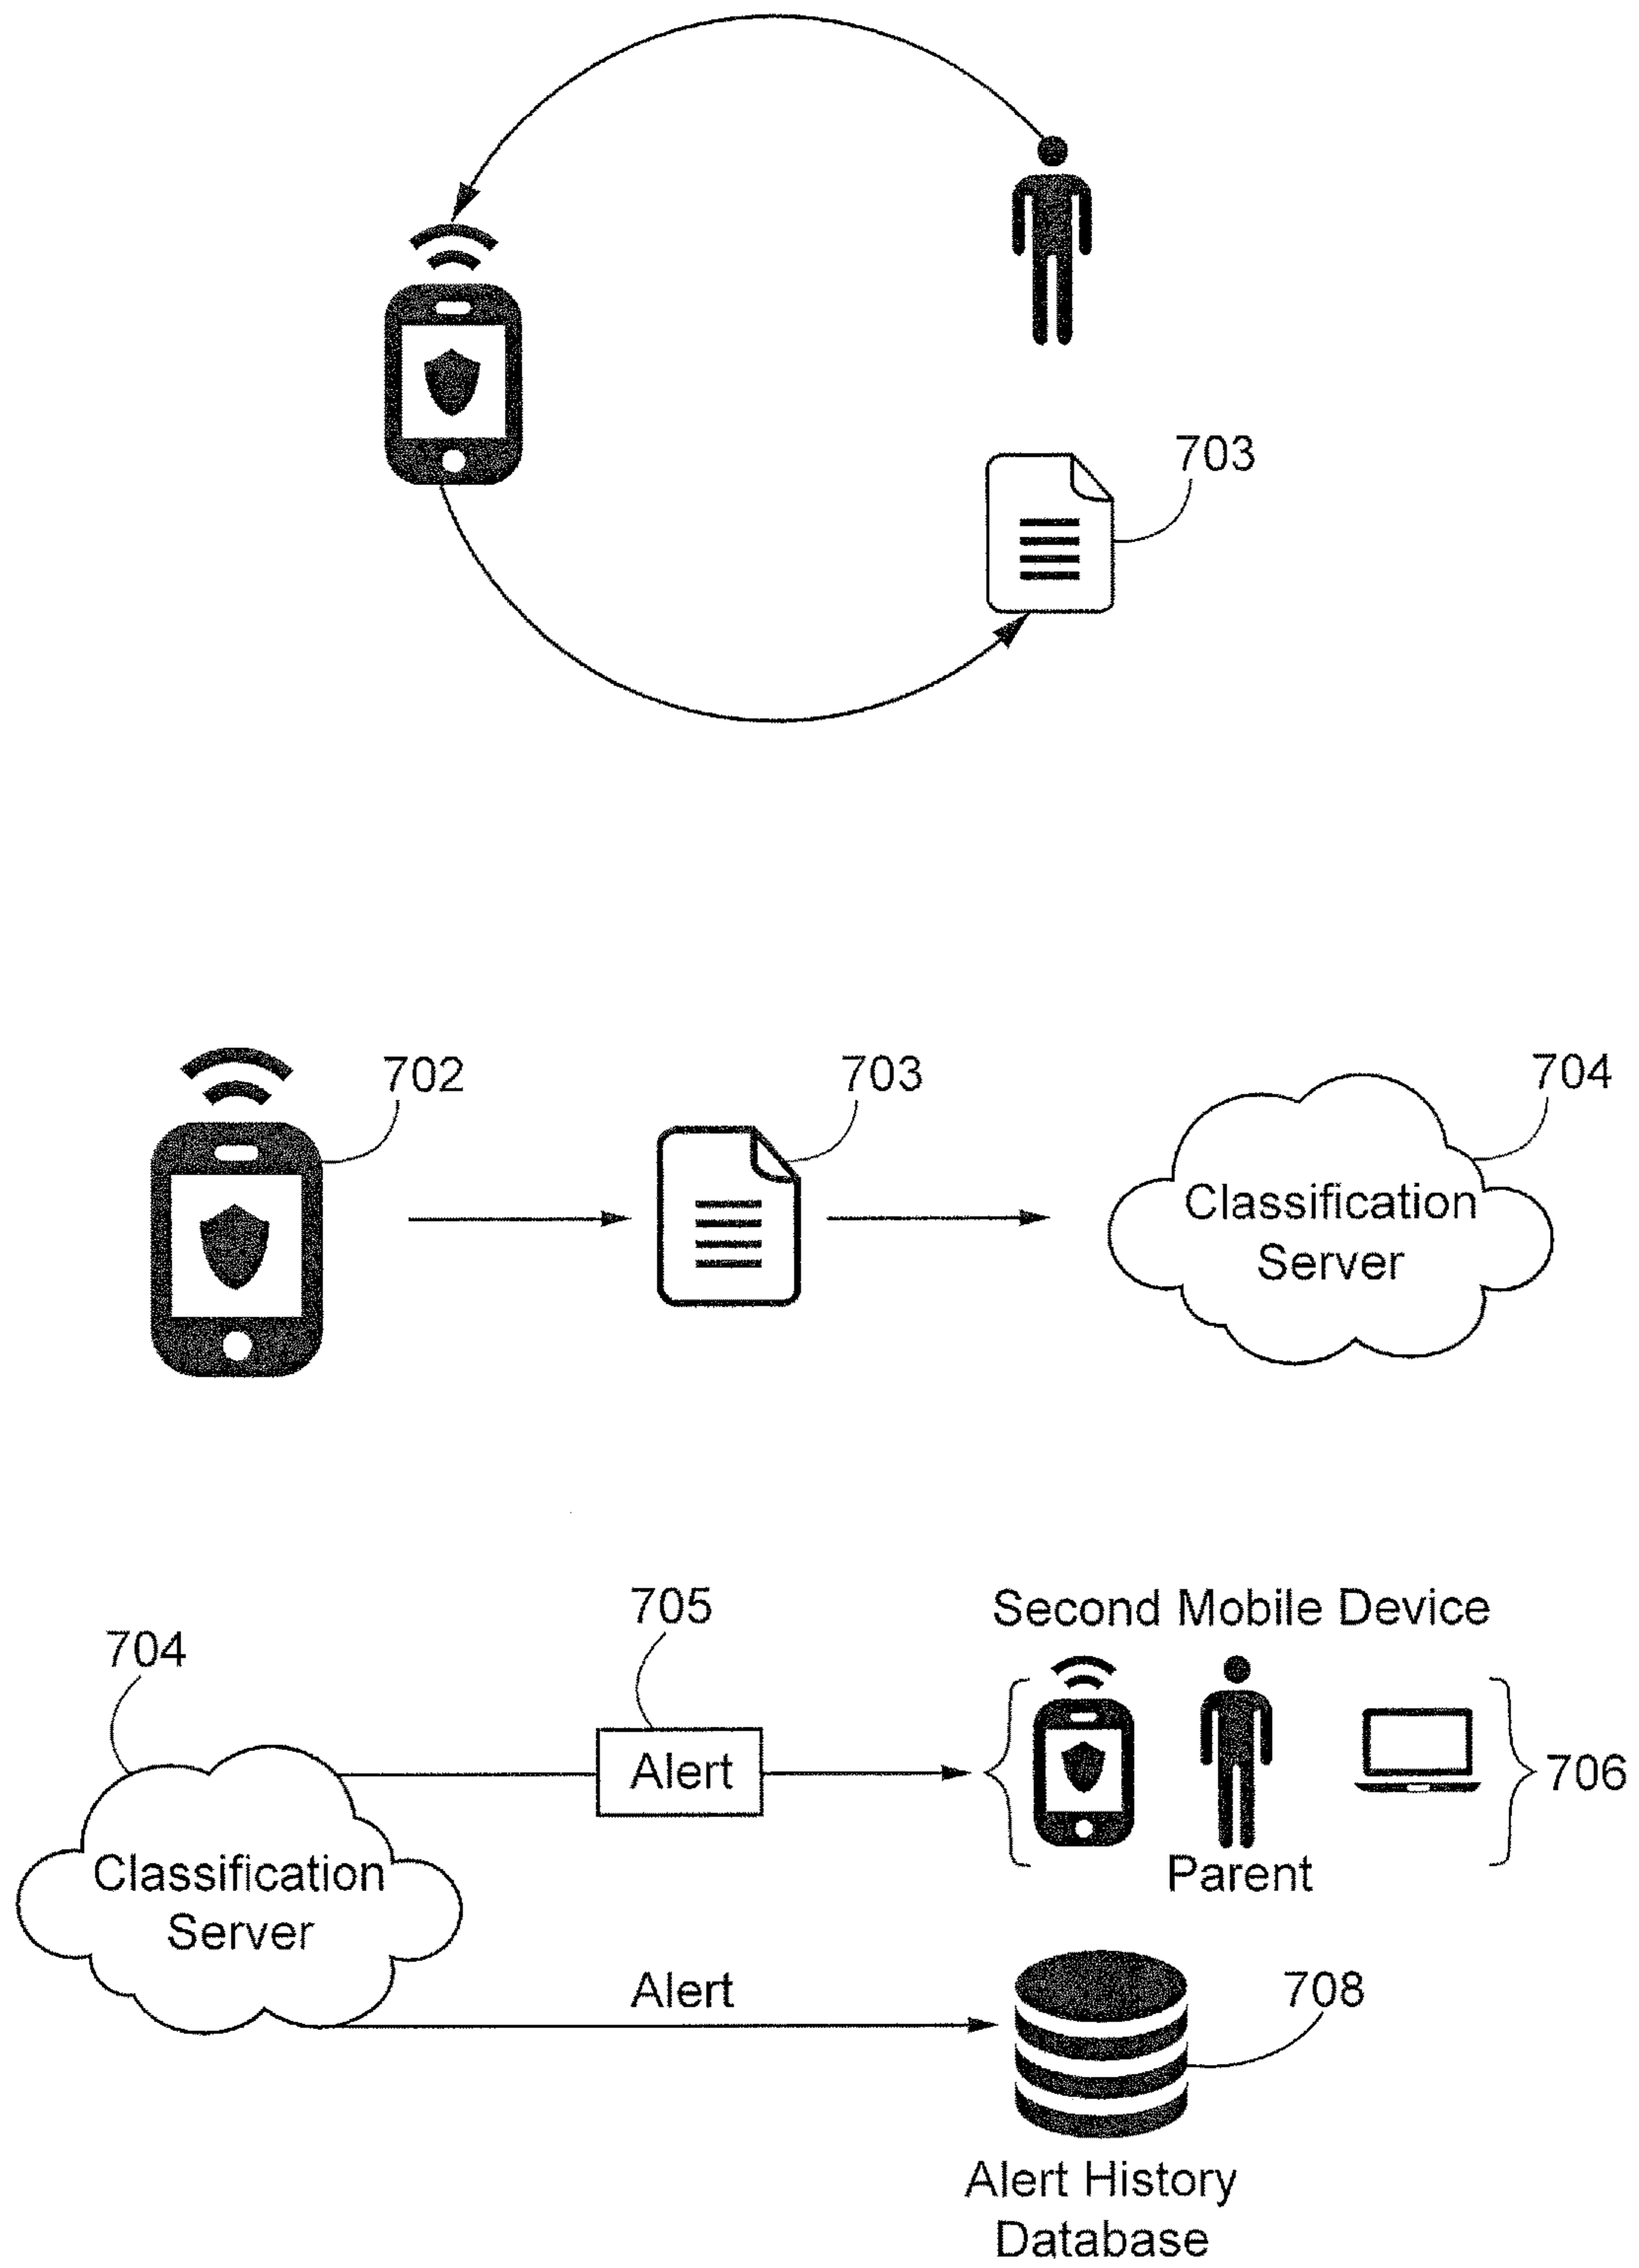 703
702
703
704
Classification
Server
705
Second Mobile Device
704
Alert
706
Classification
Server
Parent
Alert
708
Alert History
Database